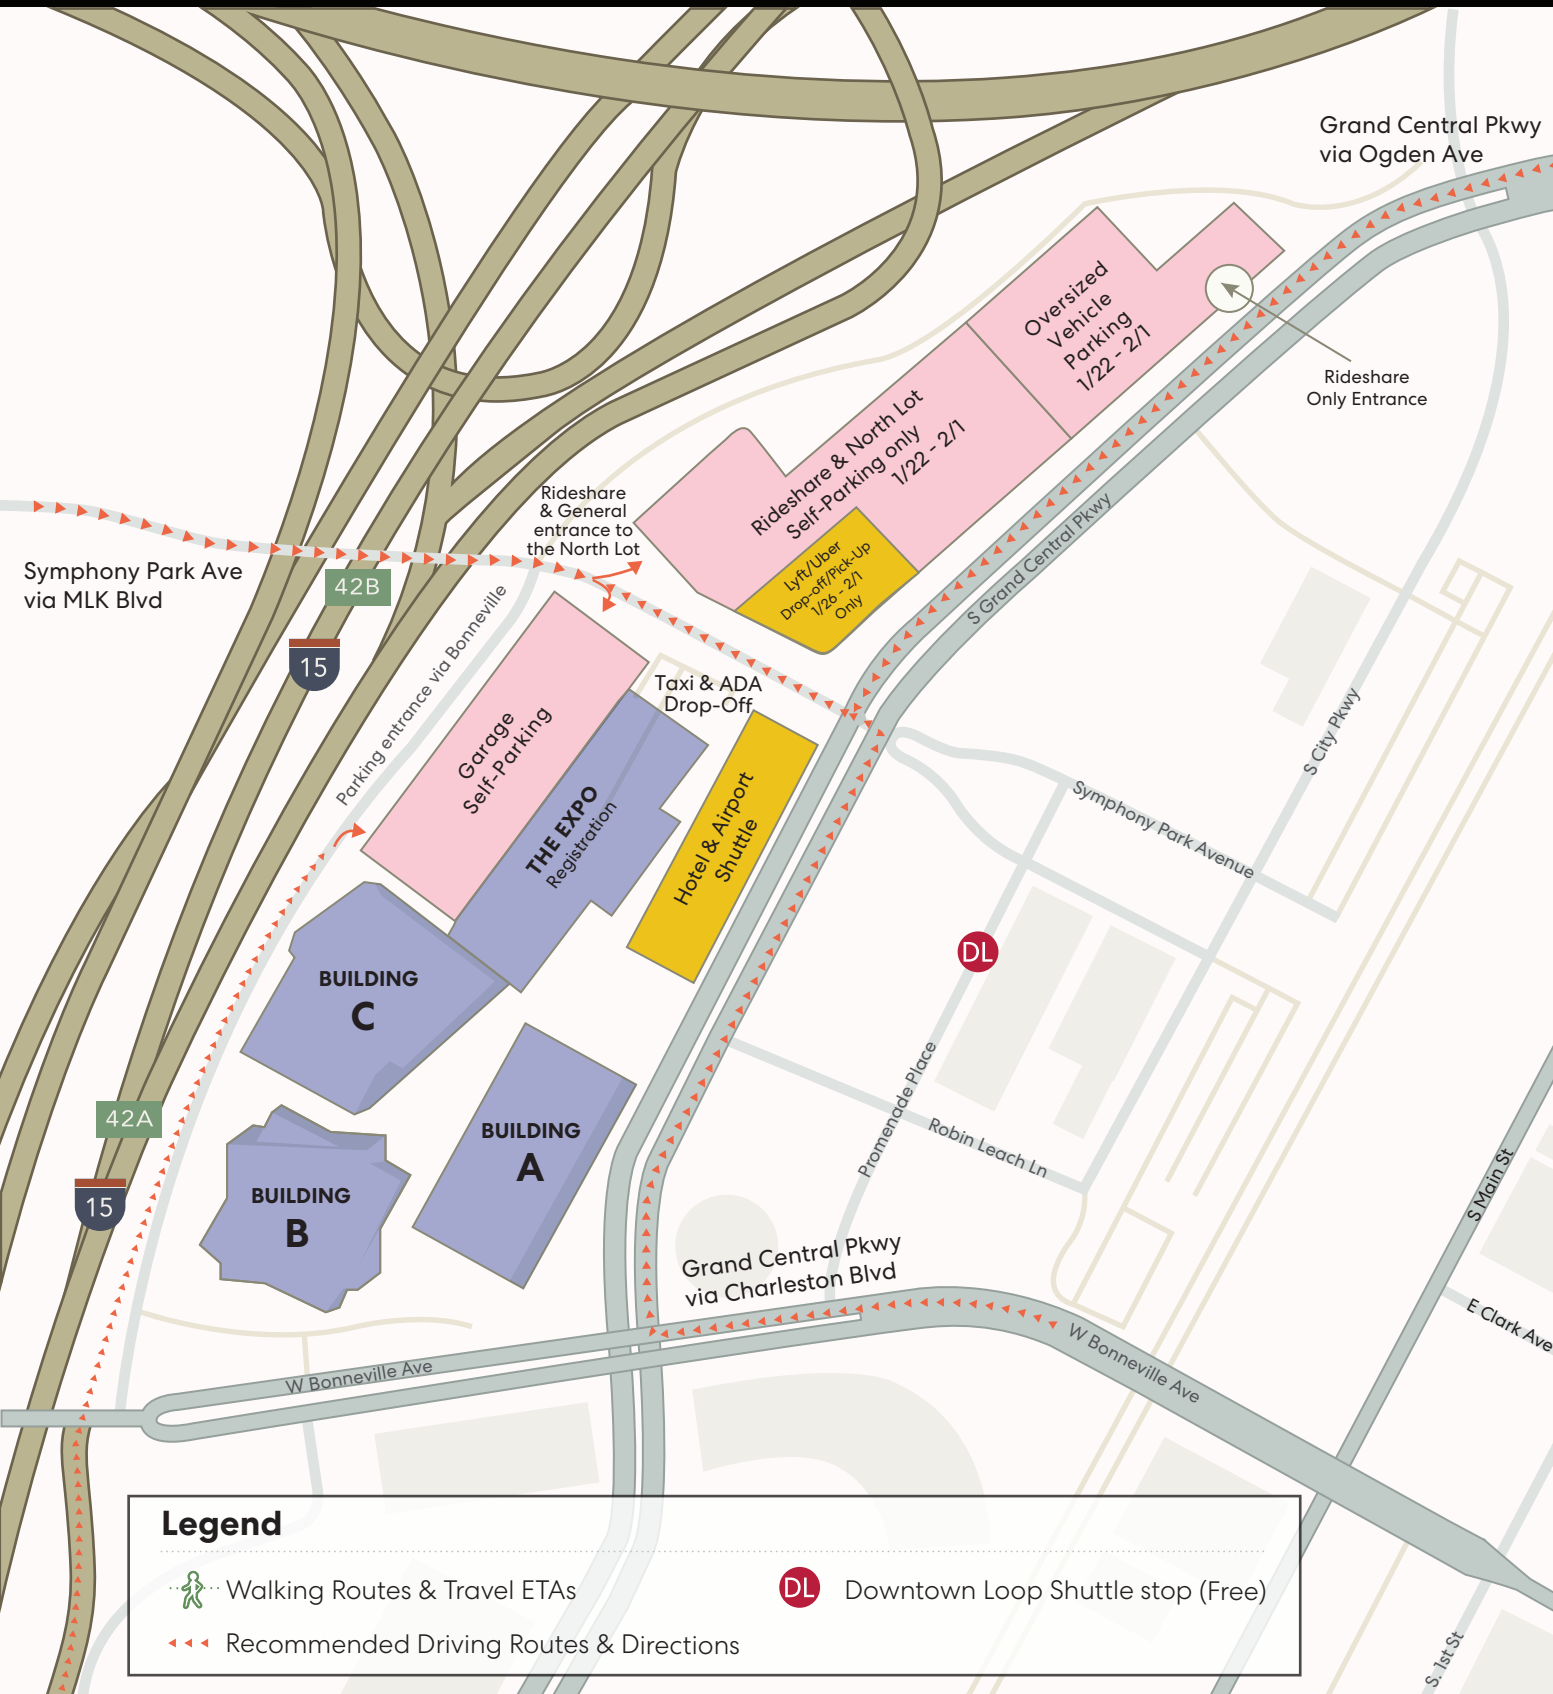 Grand Central Pkwy
via Ogden Ave
Oversized
Vehicle
Parking
1/22 - 2/1
Rideshare
Only Entrance
Rideshare & North Lot
Self-Parking only
1/22 - 2/1
Rideshare
& General
entrance to
the North Lot
Lyft/Uber
Drop-off/Pick-Up
1/26 - 2/1
Only
S Grand Central Pkwy
Symphony Park Ave
via MLK Blvd
42B
15
Parking entrance via Bonneville
Taxi & ADA
Drop-Off
Garage
Self-Parking
THE EXPO
Registration
Hotel & Airport
Shuttle
S City Pkwy
Symphony Park Avenue
DL
BUILDING
C
BUILDING
A
BUILDING
B
42A
15
Promenade Place
Robin Leach Ln
S Main St
E Clark Ave
Grand Central Pkwy
via Charleston Blvd
W Bonneville Ave
W Bonneville Ave
S. 1st St
Legend
Walking Routes & Travel ETAs
DL Downtown Loop Shuttle stop (Free)
Recommended Driving Routes & Directions